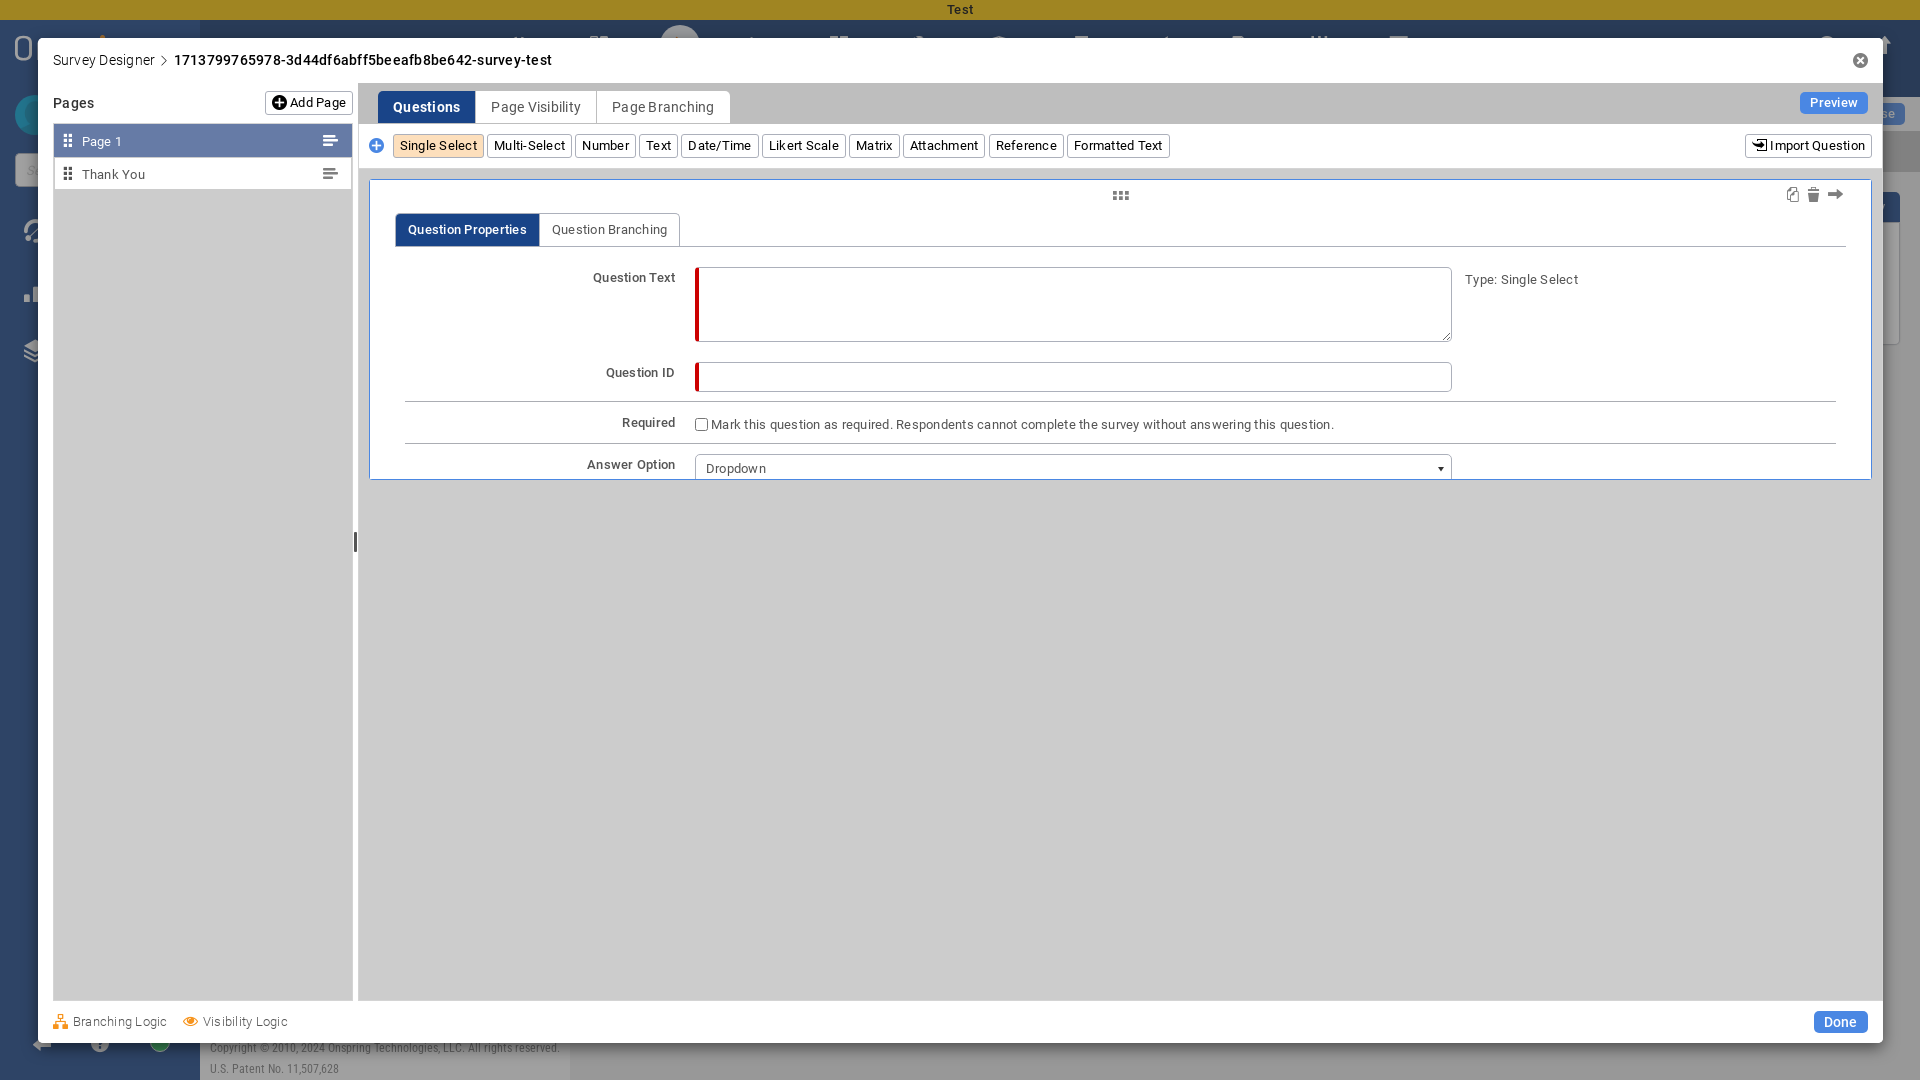 Test
Survey Designer
1713799765978-3d44df6abff5beeafb8be642-survey-test
Pages
Add Page
Questions
Page Visibility
Page Branching
Preview
Page 1
Thank You
Single Select
Multi-Select
Number
Text
Date/Time
Likert Scale
Matrix
Attachment
Reference
Formatted Text
Import Question
Question Properties
Question Branching
Question Text
Type: Single Select
Question ID
Required
Mark this question as required. Respondents cannot complete the survey without answering this question.
Answer Option
Dropdown
Branching Logic
Visibility Logic
Done
Copyright © 2010, 2024 Onspring Technologies, LLC. All rights reserved.
U.S. Patent No. 11,507,628